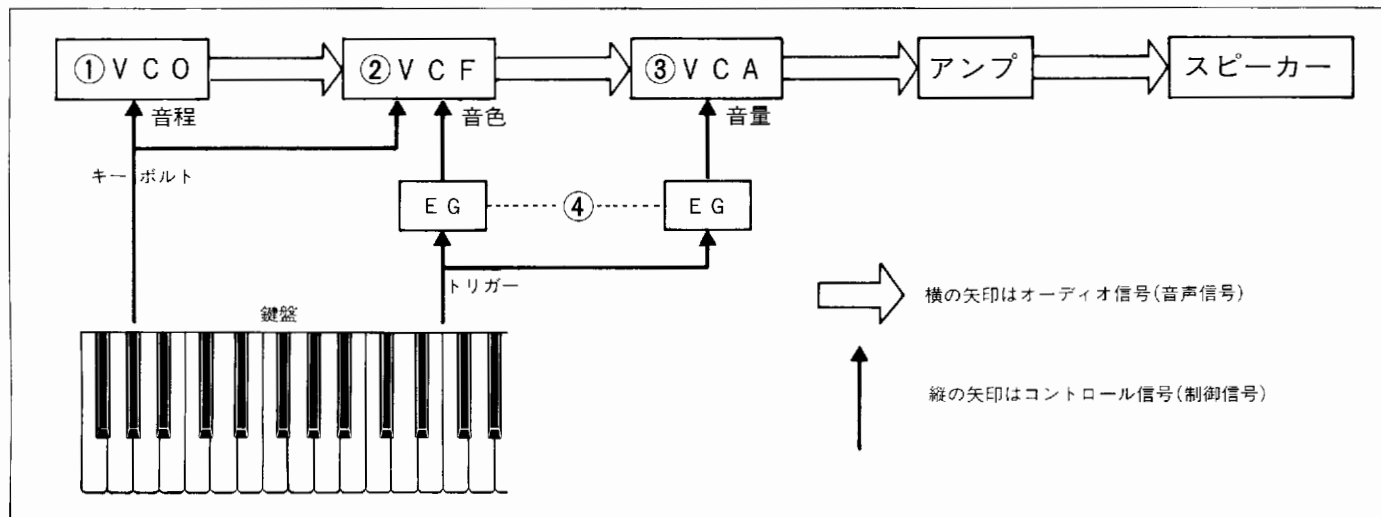 ①VCO
②VCF
③VCA
アンプ
スピーカー
音程
音色
音量
キーボルト
EG
④
EG
トリガー
鍵盤
横の矢印はオーディオ信号(音声信号)
縦の矢印はコントロール信号(制御信号)